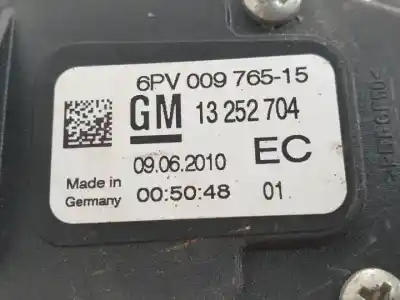 6PV 009 765-15
GM 13 252 704
09.06.2010 EC
Made in Germany 00:50:48 01